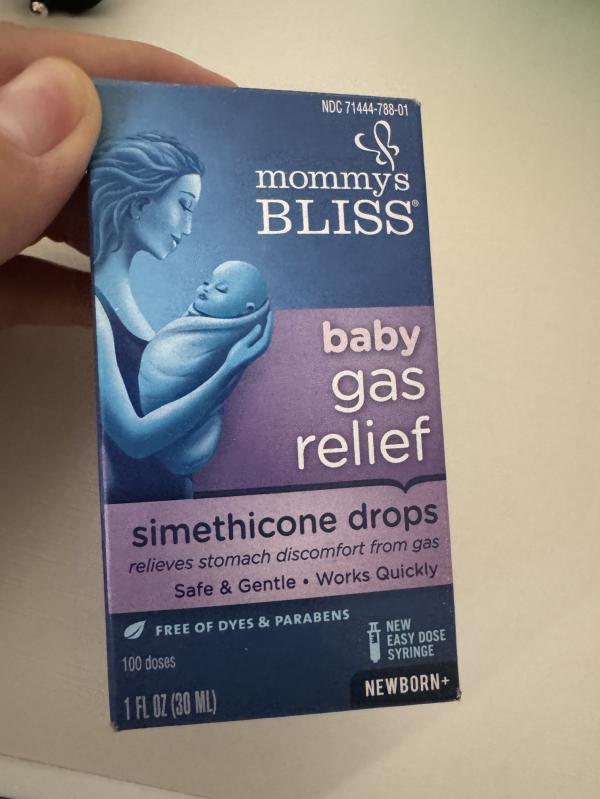 NDC 71444-788-01
mommy's
BLISS®
baby
gas
relief
simethicone drops
relieves stomach discomfort from gas
Safe & Gentle • Works Quickly
FREE OF DYES & PARABENS
NEW
EASY DOSE
SYRINGE
100 doses
1 FL OZ (30 ML)
NEWBORN+